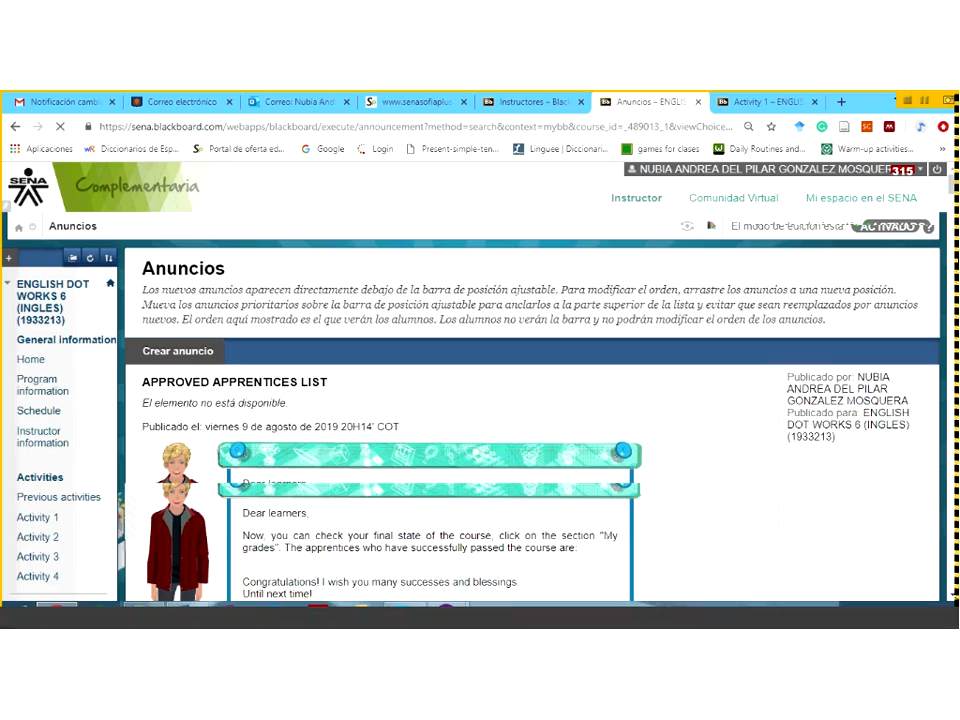 Notificación cambi
Correo electrónico
Correo: Nubia And
www.senasofiaplus
Instructores – Blac
Anuncios – ENGLIS
Activity 1 – ENGLIS
https://sena.blackboard.com/webapps/blackboard/execute/announcement?method=search&context=mybb&course_id=_489013_1&viewChoice...
Aplicaciones
Diccionarios de Esp...
Portal de oferta ed...
Google
Login
Present-simple-ten...
Linguee | Diccionari...
games for clases
Daily Routines and...
Warm-up activities...
SENA
Complementaria
NUBIA ANDREA DEL PILAR GONZALEZ MOSQUER
315
Instructor
Comunidad Virtual
Mi espacio en el SENA
Anuncios
ENGLISH DOT
WORKS 6
(INGLES)
(1933213)
General information
Home
Program
information
Schedule
Instructor
information
Activities
Previous activities
Activity 1
Activity 2
Activity 3
Activity 4
Anuncios
Los nuevos anuncios aparecen directamente debajo de la barra de posición ajustable. Para modificar el orden, arrastre los anuncios a una nueva posición.
Mueva los anuncios prioritarios sobre la barra de posición ajustable para anclarlos a la parte superior de la lista y evitar que sean reemplazados por anuncios
nuevos. El orden aquí mostrado es el que verán los alumnos. Los alumnos no verán la barra y no podrán modificar el orden de los anuncios.
Crear anuncio
APPROVED APPRENTICES LIST
El elemento no está disponible.
Publicado el: viernes 9 de agosto de 2019 20H14' COT
Publicado por: NUBIA
ANDREA DEL PILAR
GONZALEZ MOSQUERA
Publicado para: ENGLISH
DOT WORKS 6 (INGLES)
(1933213)
Dear learners,
Now, you can check your final state of the course, click on the section "My
grades". The apprentices who have successfully passed the course are:
Congratulations! I wish you many successes and blessings.
Until next time!